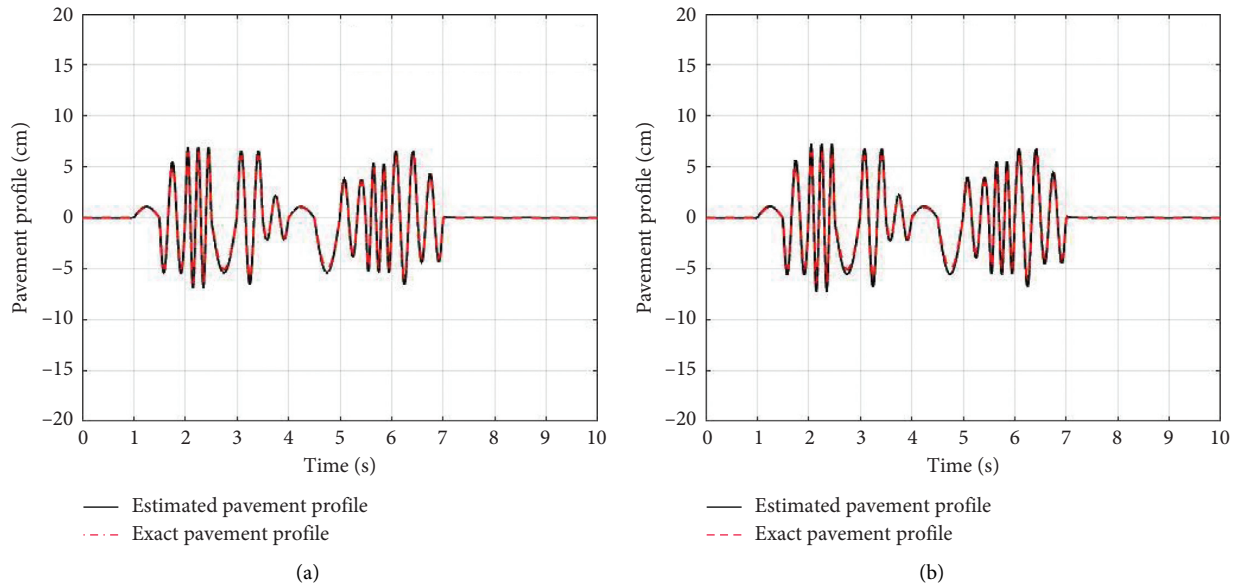 20
15
10
5
0
–5
–10
–15
–20
Pavement profile (cm)
0 1 2 3 4 5 6 7 8 9 10
Time (s)
Estimated pavement profile
Exact pavement profile
(a)
20
15
10
5
0
–5
–10
–15
–20
Pavement profile (cm)
0 1 2 3 4 5 6 7 8 9 10
Time (s)
Estimated pavement profile
Exact pavement profile
(b)